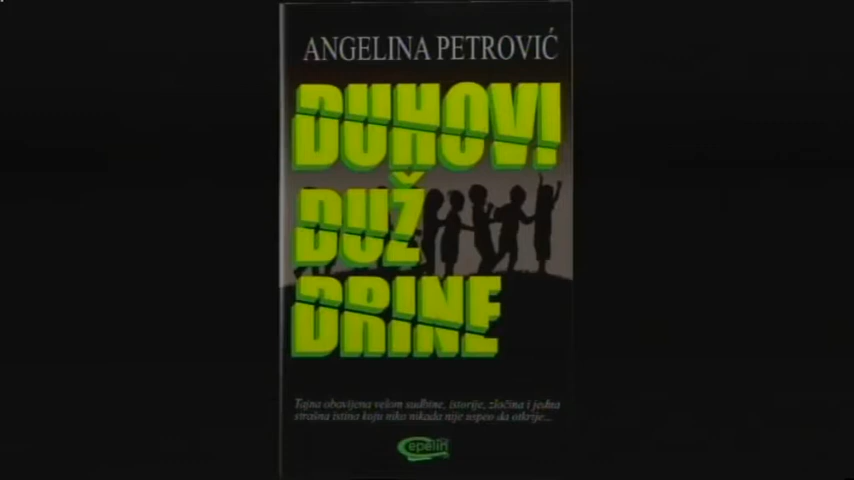 ANGELINA PETROVIĆ
DUHOVI
DUŽ
DRINE
Tajna obavijena velom sudbine, istorije, zločina i jedna
strašna istina koju niko nikada nije uspeo da otkrije...
epelin